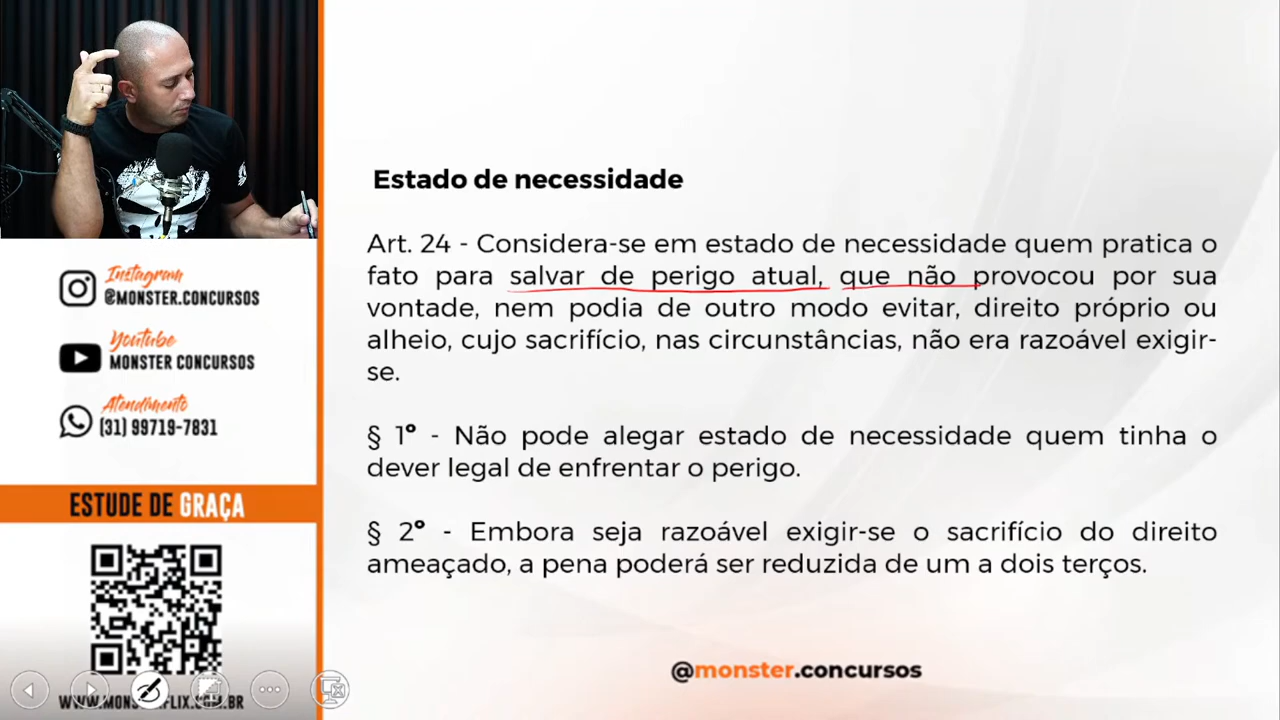 Estado de necessidade
Art. 24 - Considera-se em estado de necessidade quem pratica o
fato para salvar de perigo atual, que não provocou por sua
vontade, nem podia de outro modo evitar, direito próprio ou
alheio, cujo sacrifício, nas circunstâncias, não era razoável exigir-
se.
§ 1º - Não pode alegar estado de necessidade quem tinha o
dever legal de enfrentar o perigo.
§ 2º - Embora seja razoável exigir-se o sacrifício do direito
ameaçado, a pena poderá ser reduzida de um a dois terços.
@monster.concursos
Instagram
@MONSTER.CONCURSOS
Youtube
MONSTER CONCURSOS
Atendimento
(31) 99719-7831
ESTUDE DE GRAÇA